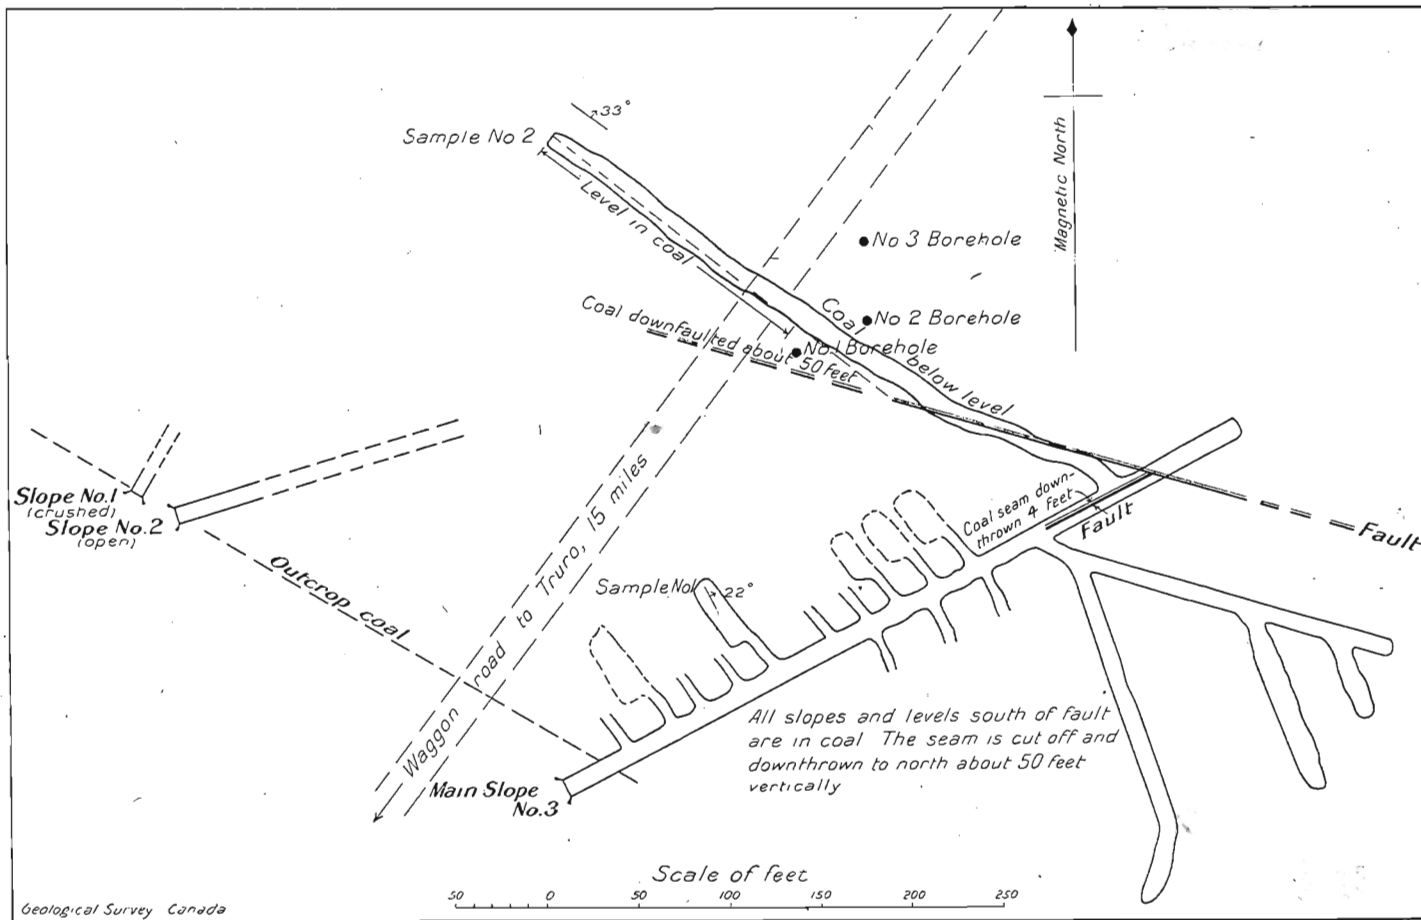 33°
Sample No 2
Level in coal
Magnetic North
No 3 Borehole
Coal
below level
No 2 Borehole
Coal downfaulted about
50 feet
No.1 Borehole
Slope No.1
(crushed)
Slope No.2
(open)
Outcrop coal
Waggon road to Truro, 15 miles
Coal seam down-
thrown 4 feet
Fault
Fault
Sample No1
22°
All slopes and levels south of fault
are in coal The seam is cut off and
downthrown to north about 50 feet
vertically
Main Slope
No.3
Scale of feet
50 0 50 100 150 200 250
Geological Survey Canada